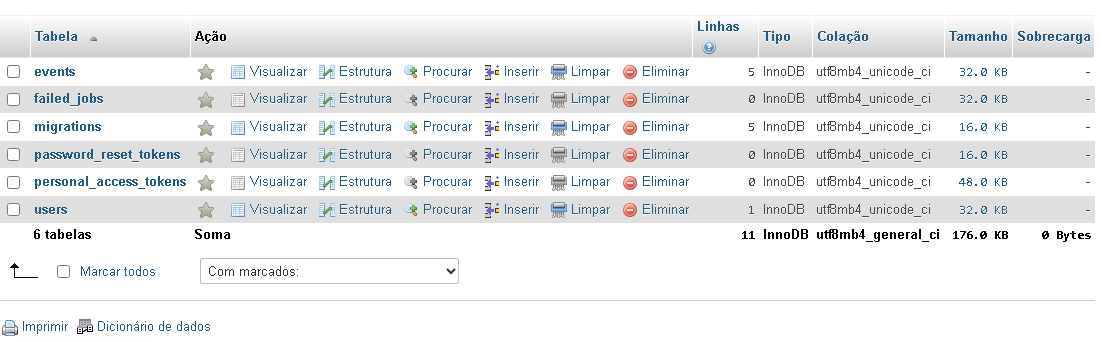 Tabela Ação Linhas Tipo Colação Tamanho Sobrecarga
events Visualizar Estrutura Procurar Inserir Limpar Eliminar 5 InnoDB utf8mb4_unicode_ci 32.0 KB -
failed_jobs Visualizar Estrutura Procurar Inserir Limpar Eliminar 0 InnoDB utf8mb4_unicode_ci 32.0 KB -
migrations Visualizar Estrutura Procurar Inserir Limpar Eliminar 5 InnoDB utf8mb4_unicode_ci 16.0 KB -
password_reset_tokens Visualizar Estrutura Procurar Inserir Limpar Eliminar 0 InnoDB utf8mb4_unicode_ci 16.0 KB -
personal_access_tokens Visualizar Estrutura Procurar Inserir Limpar Eliminar 0 InnoDB utf8mb4_unicode_ci 48.0 KB -
users Visualizar Estrutura Procurar Inserir Limpar Eliminar 1 InnoDB utf8mb4_unicode_ci 32.0 KB -
6 tabelas Soma 11 InnoDB utf8mb4_general_ci 176.0 KB 0 Bytes
Marcar todos Com marcados:
Imprimir Dicionário de dados